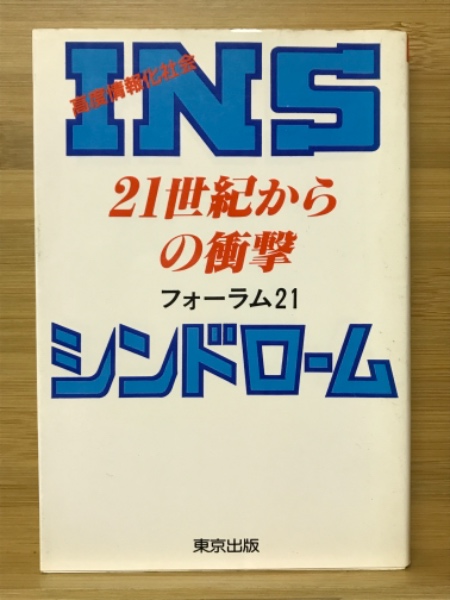 INS
高度情報化社会
21世紀から
の衝撃
フォーラム21
シンドローム
東京出版